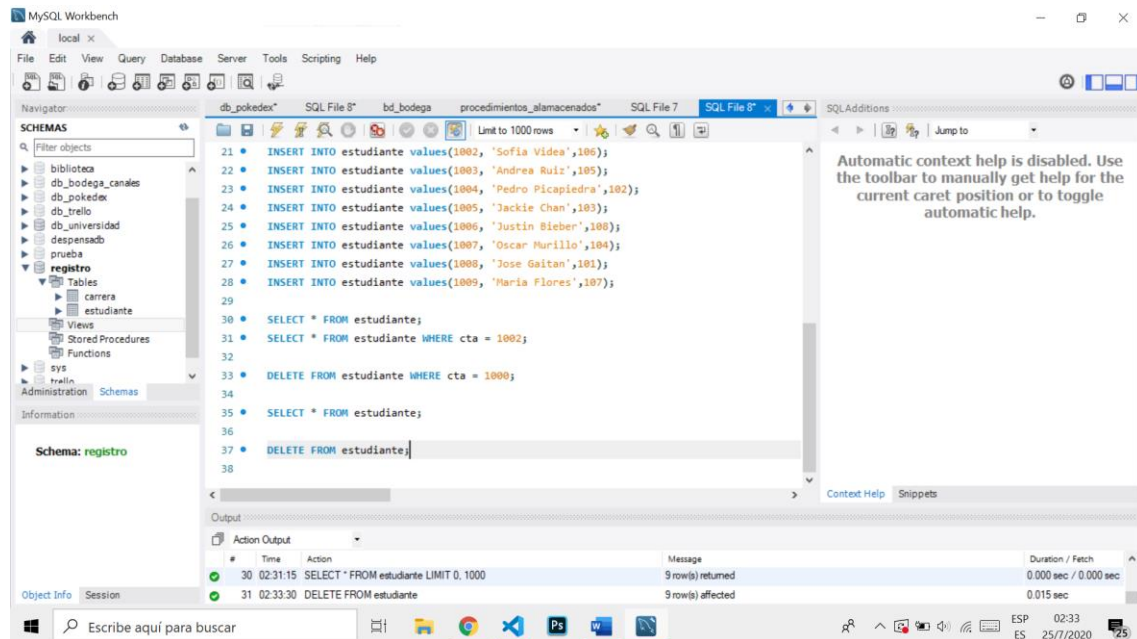 MySQL Workbench
local
File Edit View Query Database Server Tools Scripting Help
Navigator
SCHEMAS
Filter objects
biblioteca
db_bodega_canales
db_pokedex
db_trello
db_universidad
despensadb
prueba
registro
Tables
carrera
estudiante
Views
Stored Procedures
Functions
sys
trello
Administration Schemas
Information
Schema: registro
Object Info Session
db_pokedex* SQL File 8* bd_bodega procedimientos_alamacenados* SQL File 7 SQL File 8*
Limit to 1000 rows
21 INSERT INTO estudiante values(1002, 'Sofia Videa',106);
22 INSERT INTO estudiante values(1003, 'Andrea Ruiz',105);
23 INSERT INTO estudiante values(1004, 'Pedro Picapiedra',102);
24 INSERT INTO estudiante values(1005, 'Jackie Chan',103);
25 INSERT INTO estudiante values(1006, 'Justin Bieber',108);
26 INSERT INTO estudiante values(1007, 'Oscar Murillo',104);
27 INSERT INTO estudiante values(1008, 'Jose Gaitan',101);
28 INSERT INTO estudiante values(1009, 'Maria Flores',107);
29
30 SELECT * FROM estudiante;
31 SELECT * FROM estudiante WHERE cta = 1002;
32
33 DELETE FROM estudiante WHERE cta = 1000;
34
35 SELECT * FROM estudiante;
36
37 DELETE FROM estudiante;
38
SQLAdditions
Jump to
Automatic context help is disabled. Use
the toolbar to manually get help for the
current caret position or to toggle
automatic help.
Context Help Snippets
Output
Action Output
# Time Action Message Duration / Fetch
30 02:31:15 SELECT * FROM estudiante LIMIT 0, 1000 9 row(s) returned 0.000 sec / 0.000 sec
31 02:33:30 DELETE FROM estudiante 9 row(s) affected 0.015 sec
Escribe aquí para buscar
ESP
ES
02:33
25/7/2020
25